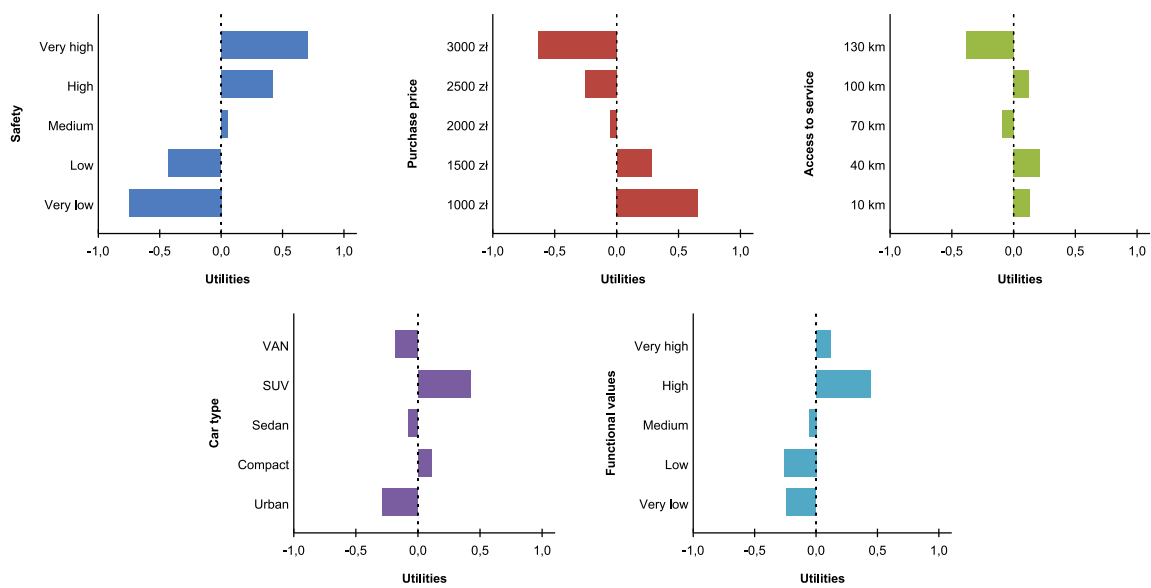 Safety
Very high
High
Medium
Low
Very low
-1,0 -0,5 0,0 0,5 1,0
Utilities
Purchase price
3000 zł
2500 zł
2000 zł
1500 zł
1000 zł
-1,0 -0,5 0,0 0,5 1,0
Utilities
Access to service
130 km
100 km
70 km
40 km
10 km
-1,0 -0,5 0,0 0,5 1,0
Utilities
Car type
VAN
SUV
Sedan
Compact
Urban
-1,0 -0,5 0,0 0,5 1,0
Utilities
Functional values
Very high
High
Medium
Low
Very low
-1,0 -0,5 0,0 0,5 1,0
Utilities